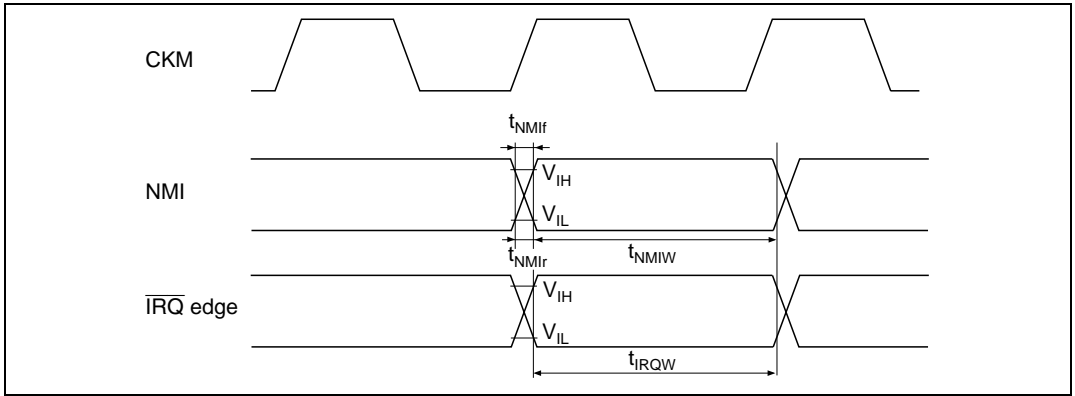 CKM
tNMIf
NMI
VIH
VIL
tNMIr
tNMIW
IRQ edge
VIH
VIL
tIRQW